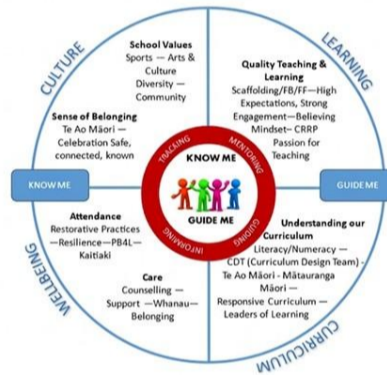 CULTURE
LEARNING
School Values
Sports — Arts &
Culture
Diversity —
Community
Sense of Belonging
Te Ao Māori —
Celebration Safe,
connected, known
Quality Teaching &
Learning
Scaffolding/FB/FF—High
Expectations, Strong
Engagement—Believing
Mindset– CRRP
Passion for
Teaching
TRACKING
MENTORING
KNOW ME
GUIDE ME
INFORMING
GUIDING
KNOW ME
GUIDE ME
Attendance
Restorative Practices
—Resilience—PB4L—
Kaitiaki
Care
Counselling —
Support —Whanau—
Belonging
Understanding our
Curriculum
Literacy/Numeracy —
CDT (Curriculum Design Team) -
Te Ao Māori - Mātauranga
Māori —
Responsive Curriculum —
Leaders of Learning
WELLBEING
CURRICULUM